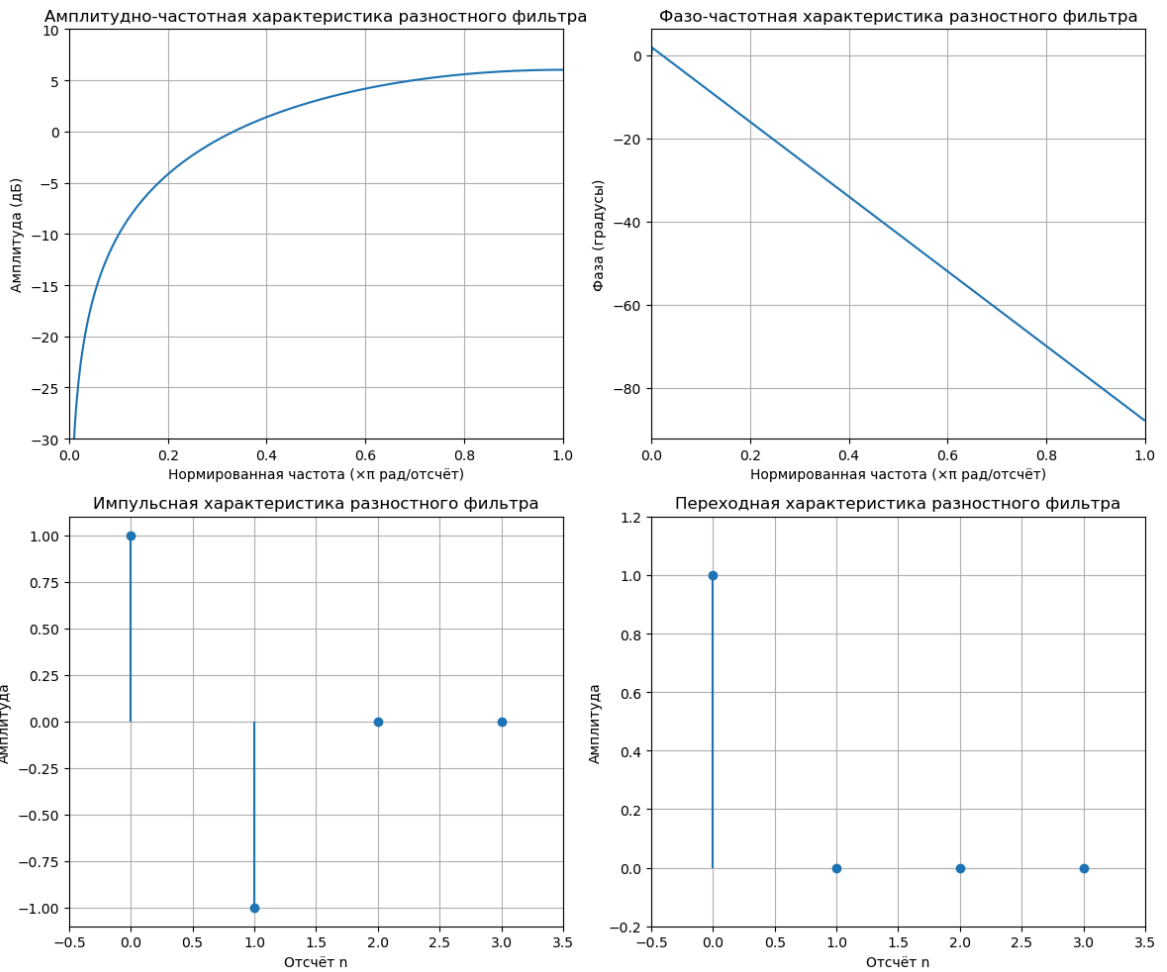 Амплитудно-частотная характеристика разностного фильтра
10
5
0
−5
−10
−15
−20
−25
−30
Амплитуда (дБ)
0.0 0.2 0.4 0.6 0.8 1.0
Нормированная частота (×π рад/отсчёт)
Фазо-частотная характеристика разностного фильтра
0
−20
−40
−60
−80
Фаза (градусы)
0.0 0.2 0.4 0.6 0.8 1.0
Нормированная частота (×π рад/отсчёт)
Импульсная характеристика разностного фильтра
1.00
0.75
0.50
0.25
0.00
−0.25
−0.50
−0.75
−1.00
Амплитуда
−0.5 0.0 0.5 1.0 1.5 2.0 2.5 3.0 3.5
Отсчёт n
Переходная характеристика разностного фильтра
1.2
1.0
0.8
0.6
0.4
0.2
0.0
−0.2
Амплитуда
−0.5 0.0 0.5 1.0 1.5 2.0 2.5 3.0 3.5
Отсчёт n